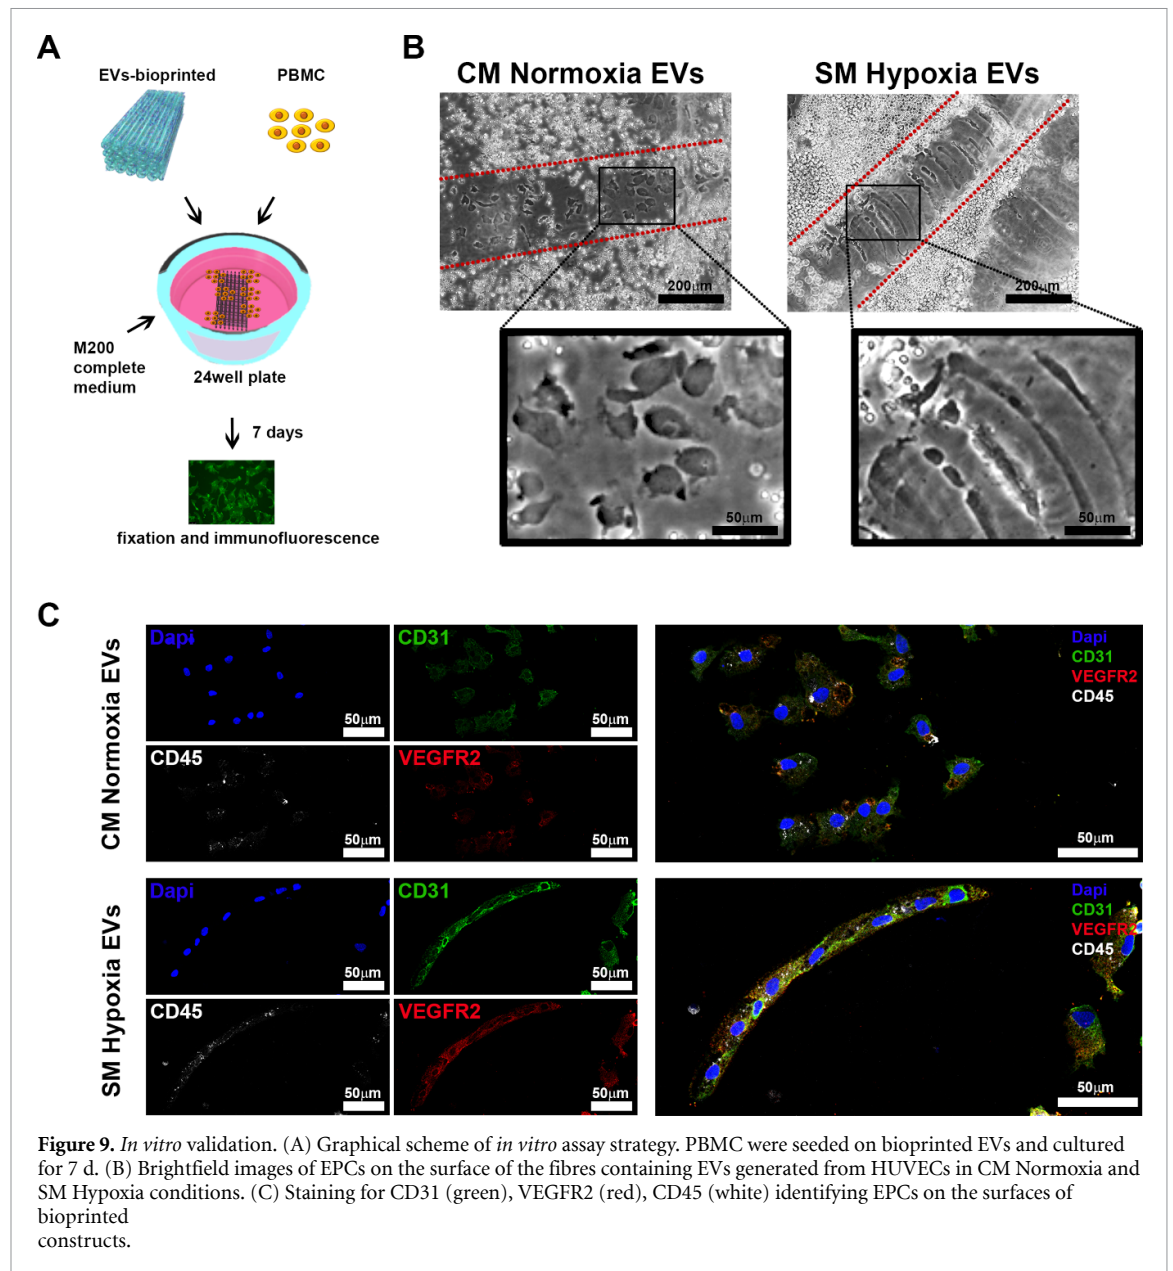 A
EVs-bioprinted
PBMC
M200
complete
medium
24well plate
7 days
fixation and immunofluorescence
B
CM Normoxia EVs
SM Hypoxia EVs
200µm
200µm
50µm
50µm
C
CM Normoxia EVs
Dapi
50µm
CD31
50µm
CD45
50µm
VEGFR2
50µm
Dapi
CD31
VEGFR2
CD45
50µm
SM Hypoxia EVs
Dapi
50µm
CD31
50µm
CD45
50µm
VEGFR2
50µm
Dapi
CD31
VEGFR2
CD45
50µm
Figure 9. In vitro validation. (A) Graphical scheme of in vitro assay strategy. PBMC were seeded on bioprinted EVs and cultured
for 7 d. (B) Brightfield images of EPCs on the surface of the fibres containing EVs generated from HUVECs in CM Normoxia and
SM Hypoxia conditions. (C) Staining for CD31 (green), VEGFR2 (red), CD45 (white) identifying EPCs on the surfaces of
bioprinted
constructs.